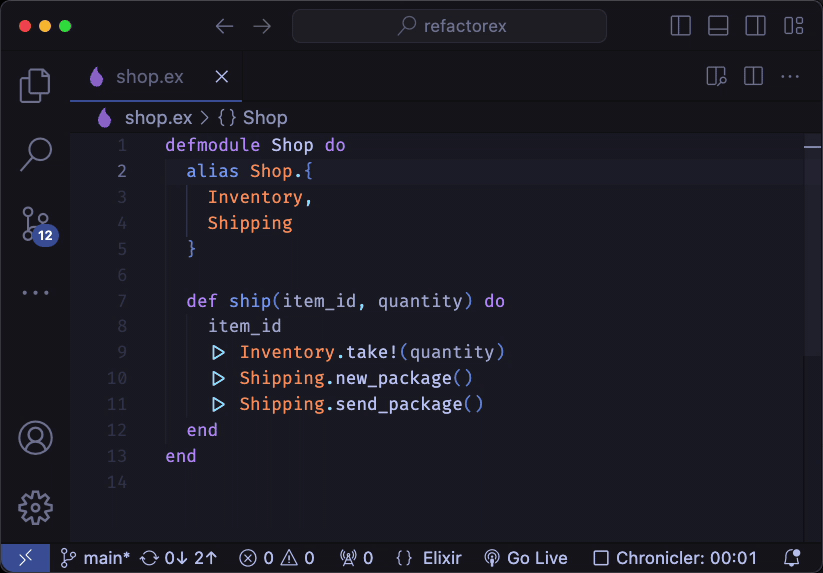 refactorex
shop.ex
shop.ex > {} Shop
1 defmodule Shop do
2 alias Shop.{
3 Inventory,
4 Shipping
5 }
6
7 def ship(item_id, quantity) do
8 item_id
9 |> Inventory.take!(quantity)
10 |> Shipping.new_package()
11 |> Shipping.send_package()
12 end
13 end
14
12
main* 0↓ 2↑ 0 0 0 {} Elixir Go Live Chronicler: 00:01